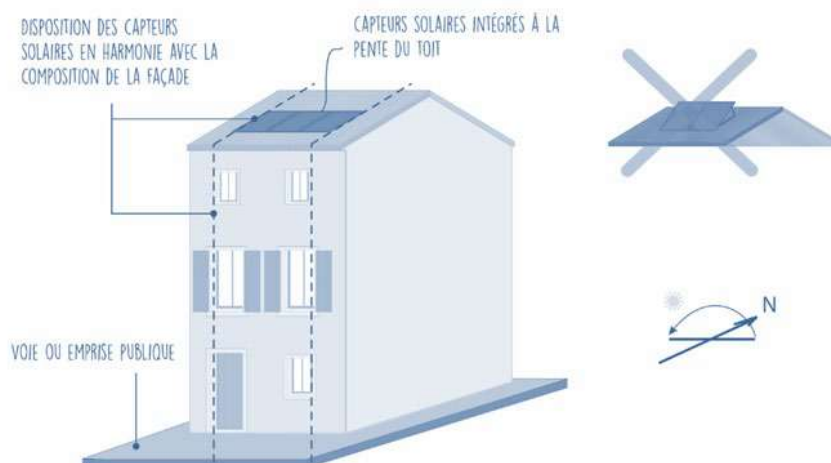 DISPOSITION DES CAPTEURS
SOLAIRES EN HARMONIE AVEC LA
COMPOSITION DE LA FAÇADE
CAPTEURS SOLAIRES INTÉGRÉS À LA
PENTE DU TOIT
N
VOIE OU EMPRISE PUBLIQUE